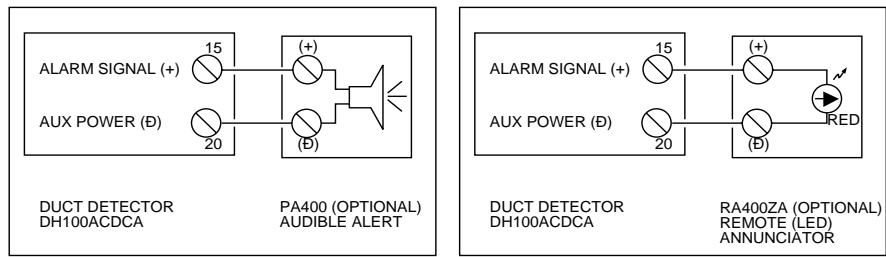 15
(+)
ALARM SIGNAL (+)
AUX POWER (Ð)
20
(Ð)
DUCT DETECTOR
DH100ACDCA
PA400 (OPTIONAL)
AUDIBLE ALERT
15
(+)
ALARM SIGNAL (+)
AUX POWER (Ð)
RED
20
(Ð)
DUCT DETECTOR
DH100ACDCA
RA400ZA (OPTIONAL)
REMOTE (LED)
ANNUNCIATOR